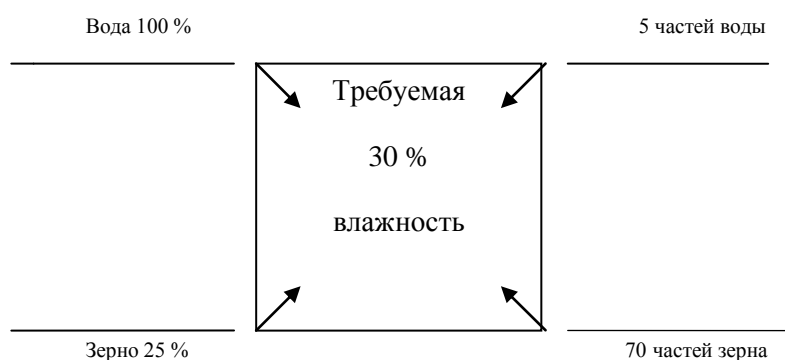 Вода 100 %
5 частей воды
Требуемая
30 %
влажность
Зерно 25 %
70 частей зерна